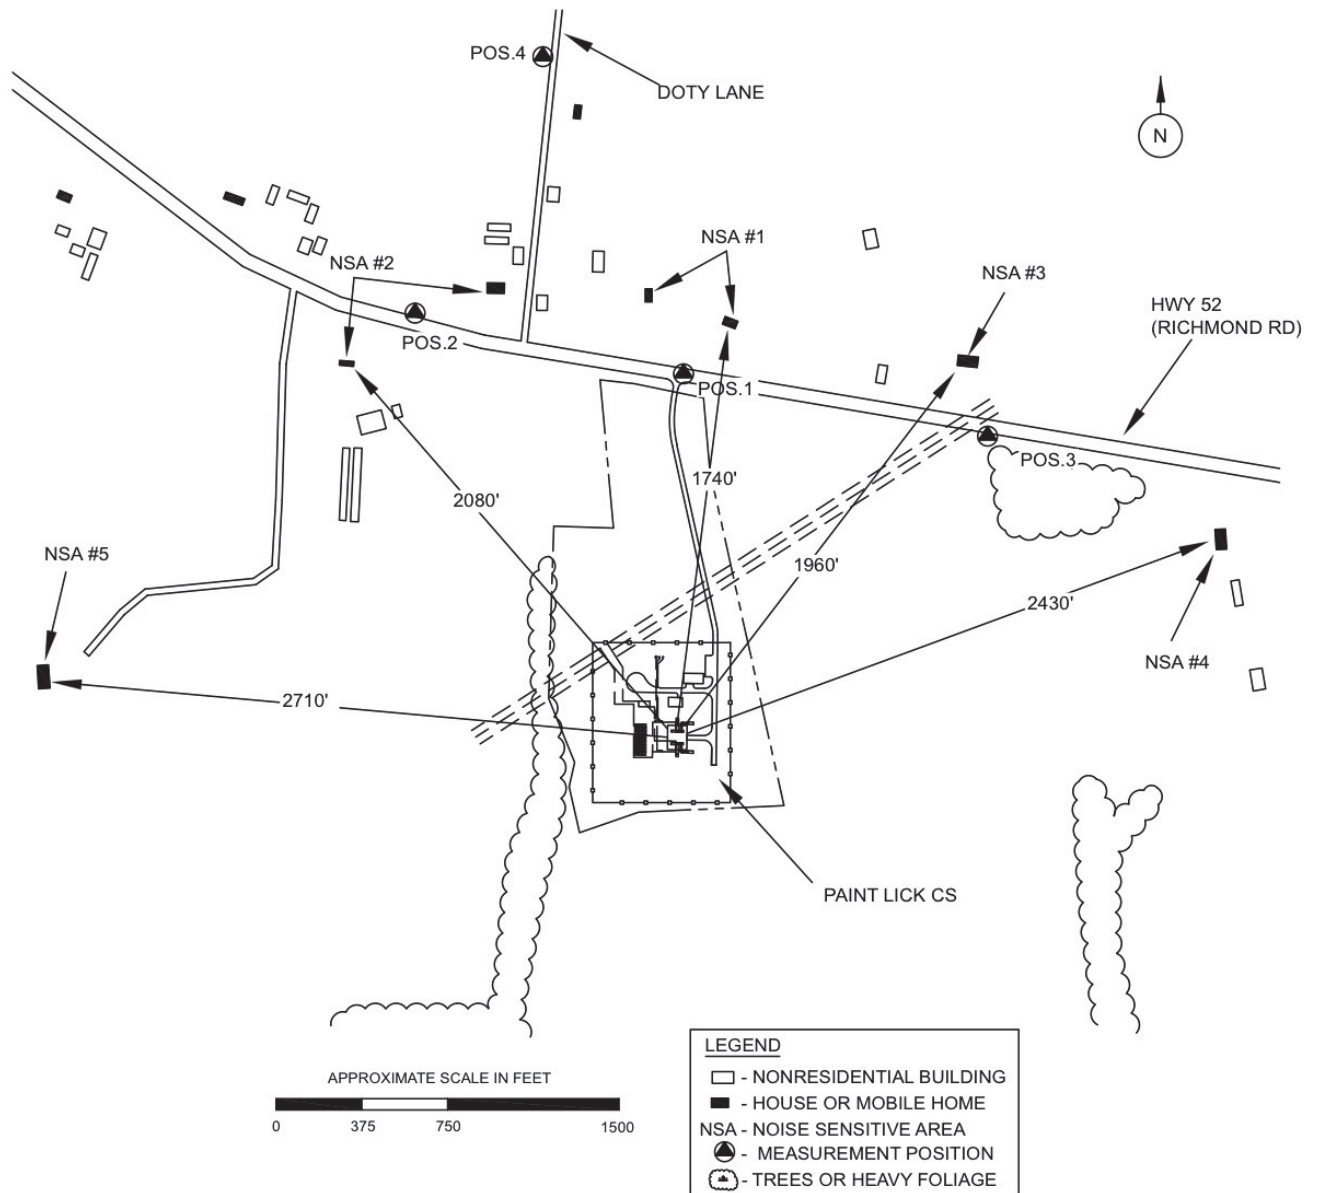 POS.4
DOTY LANE
N
NSA #1
NSA #2
NSA #3
HWY 52
(RICHMOND RD)
POS.2
POS.1
POS.3
1740'
2080'
NSA #5
1960'
2430'
NSA #4
2710'
PAINT LICK CS
APPROXIMATE SCALE IN FEET
0 375 750 1500
LEGEND
- NONRESIDENTIAL BUILDING
- HOUSE OR MOBILE HOME
NSA - NOISE SENSITIVE AREA
- MEASUREMENT POSITION
- TREES OR HEAVY FOLIAGE